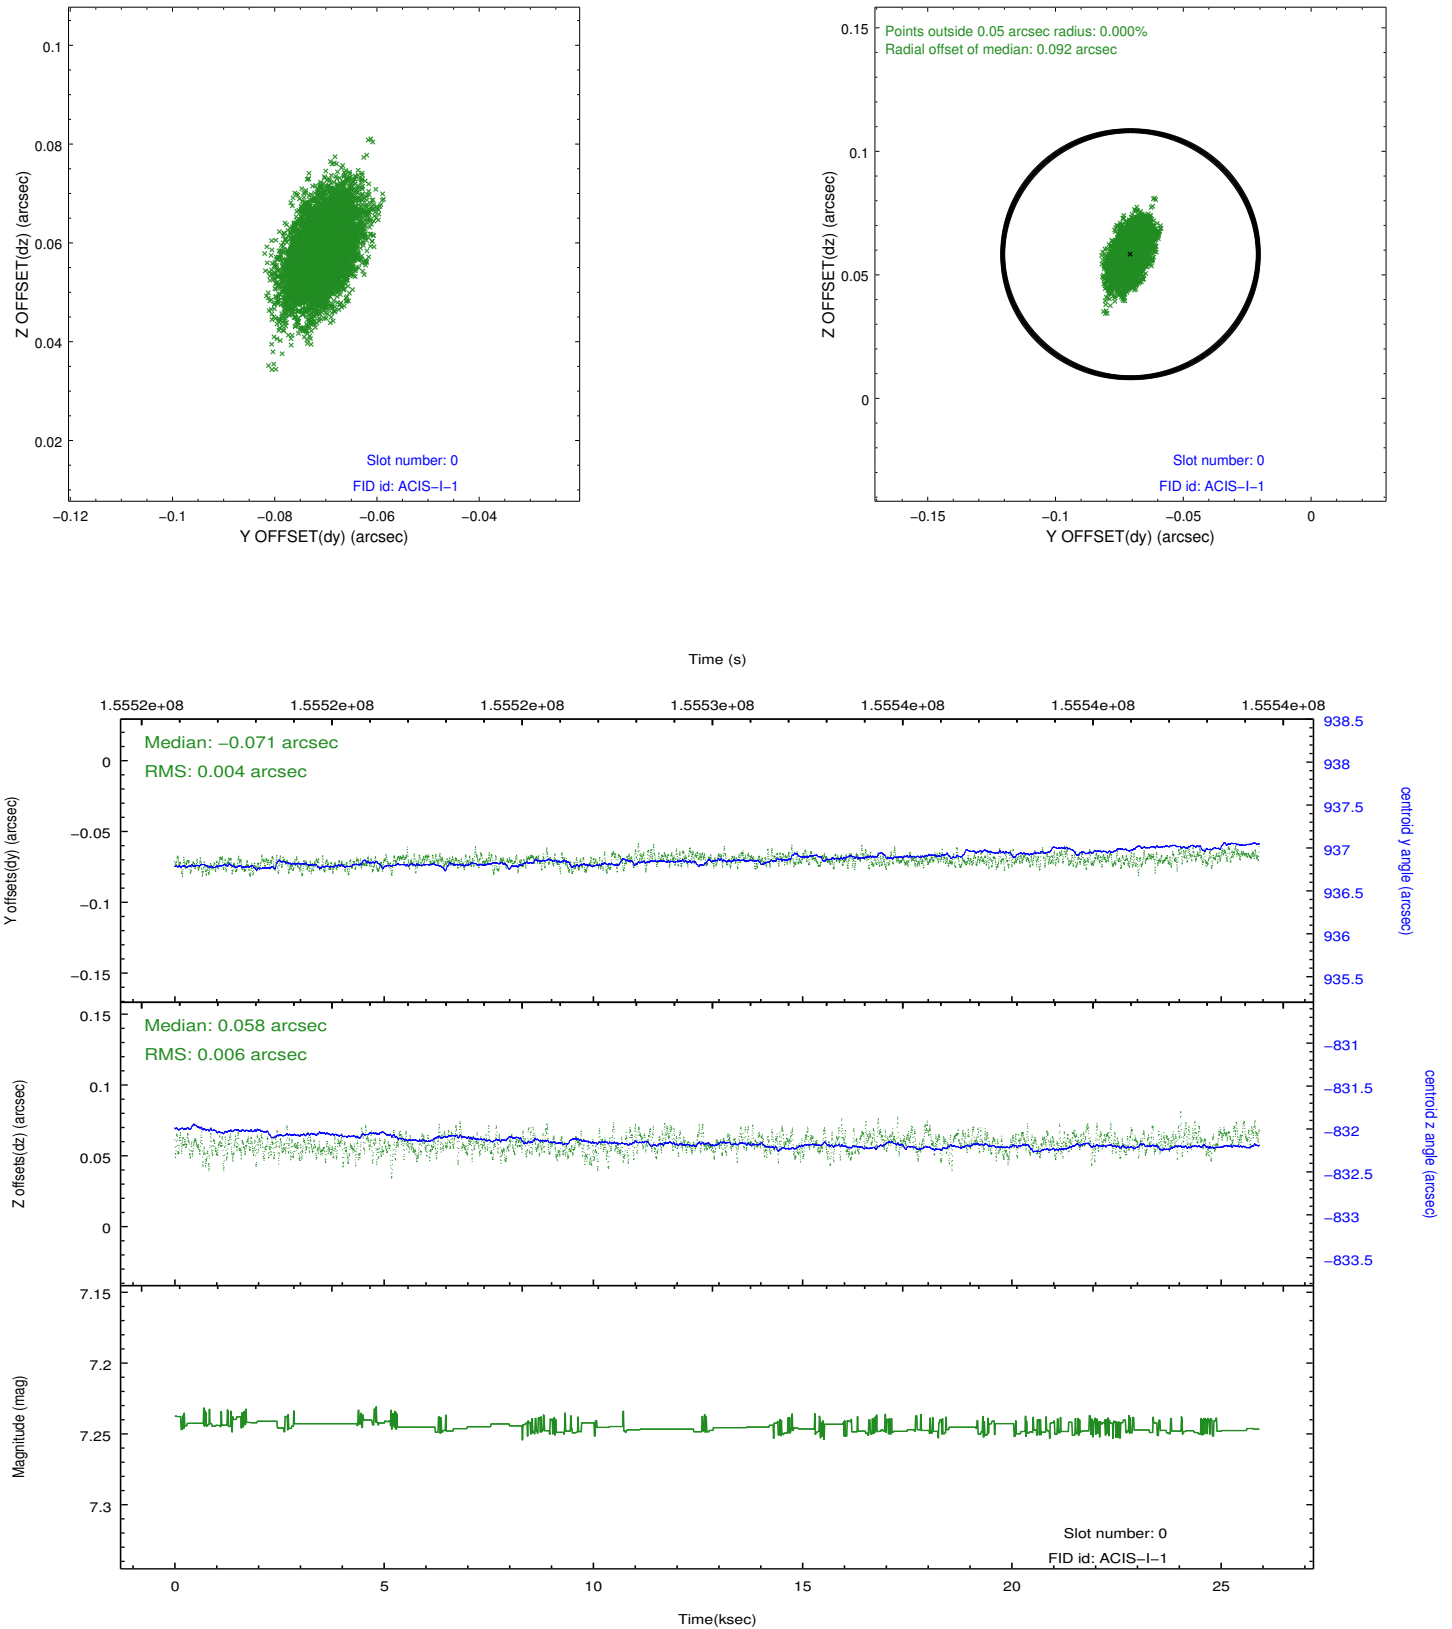 0.1
0.08
0.06
0.04
0.02
Z OFFSET(dz) (arcsec)
Slot number: 0
FID id: ACIS−I−1
−0.12 −0.1 −0.08 −0.06 −0.04
Y OFFSET(dy) (arcsec)
Points outside 0.05 arcsec radius: 0.000%
Radial offset of median: 0.092 arcsec
0.15
0.1
0.05
0
Z OFFSET(dz) (arcsec)
Slot number: 0
FID id: ACIS−I−1
−0.15 −0.1 −0.05 0
Y OFFSET(dy) (arcsec)
Time (s)
1.5552e+08 1.5552e+08 1.5552e+08 1.5553e+08 1.5554e+08 1.5554e+08 1.5554e+08
Median: −0.071 arcsec
RMS: 0.004 arcsec
0
−0.05
−0.1
−0.15
Y offsets(dy) (arcsec)
938.5
938
937.5
937
936.5
936
935.5
centroid y angle (arcsec)
Median: 0.058 arcsec
RMS: 0.006 arcsec
0.15
0.1
0.05
0
Z offsets(dz) (arcsec)
−831
−831.5
−832
−832.5
−833
−833.5
centroid z angle (arcsec)
7.15
7.2
7.25
7.3
Magnitude (mag)
Slot number: 0
FID id: ACIS−I−1
0 5 10 15 20 25
Time(ksec)